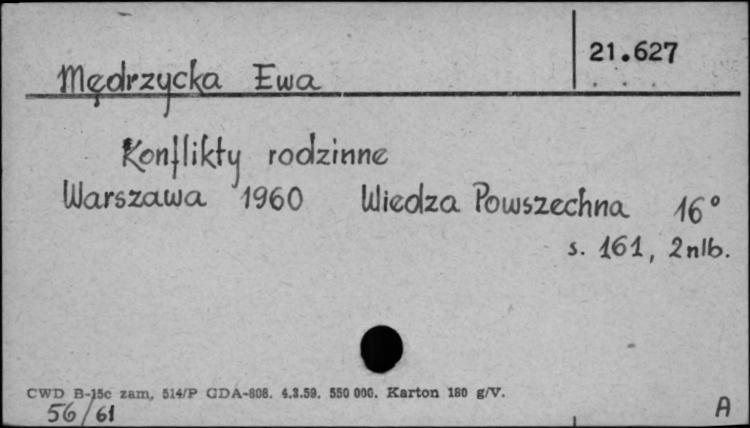 21.627
Mędrzycka Ewa
Konflikty rodzinne
Warszawa 1960 Wiedza Powszechna 16°
s. 161, 2nlb.
CWD B-15c zam. 514/P GDA-808. 4.3.59. 550 000. Karton 180 g/V.
56/61
A